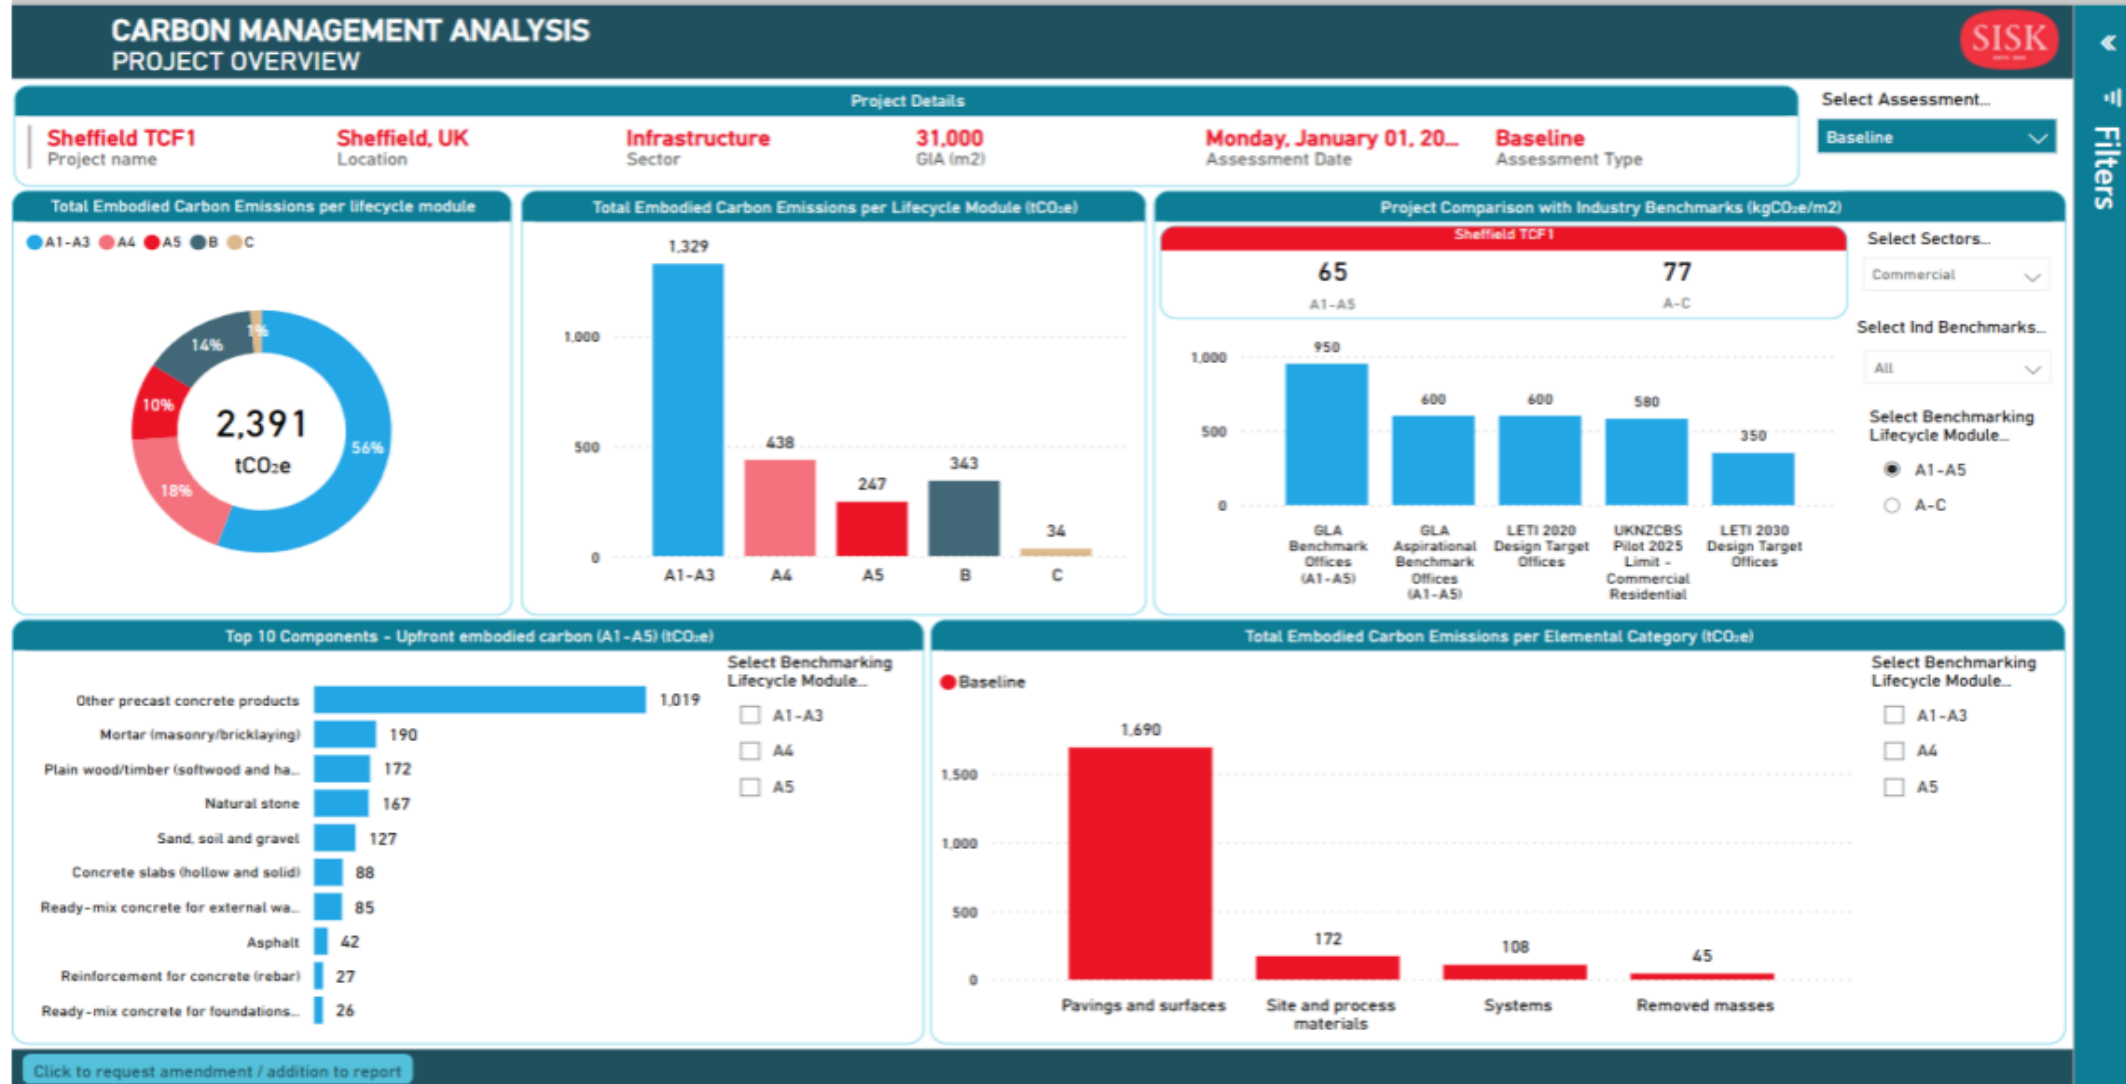 CARBON MANAGEMENT ANALYSIS
PROJECT OVERVIEW
SISK
Filters
Project Details
Sheffield TCF1
Project name
Sheffield, UK
Location
Infrastructure
Sector
31,000
GIA (m2)
Monday, January 01, 20...
Assessment Date
Baseline
Assessment Type
Select Assessment...
Baseline
Total Embodied Carbon Emissions per lifecycle module
A1-A3 A4 A5 B C
1%
14%
10%
18%
56%
2,391
tCO₂e
Total Embodied Carbon Emissions per Lifecycle Module (tCO₂e)
1,329
1,000
500
0
438
247
343
34
A1-A3 A4 A5 B C
Project Comparison with Industry Benchmarks (kgCO₂e/m2)
Sheffield TCF1
65
A1-A5
77
A-C
1,000
500
0
950
600
600
580
350
GLA
Benchmark
Offices
(A1-A5)
GLA
Aspirational
Benchmark
Offices
(A1-A5)
LETI 2020
Design Target
Offices
UKNZCBS
Pilot 2025
Limit -
Commercial
Residential
LETI 2030
Design Target
Offices
Select Sectors...
Commercial
Select Ind Benchmarks...
All
Select Benchmarking
Lifecycle Module...
A1-A5
A-C
Top 10 Components - Upfront embodied carbon (A1-A5) (tCO₂e)
Other precast concrete products 1,019
Mortar (masonry/bricklaying) 190
Plain wood/timber (softwood and ha... 172
Natural stone 167
Sand, soil and gravel 127
Concrete slabs (hollow and solid) 88
Ready-mix concrete for external wa... 85
Asphalt 42
Reinforcement for concrete (rebar) 27
Ready-mix concrete for foundations... 26
Select Benchmarking
Lifecycle Module...
A1-A3
A4
A5
Total Embodied Carbon Emissions per Elemental Category (tCO₂e)
Baseline
1,500
1,000
500
0
1,690
172
108
45
Pavings and surfaces
Site and process
materials
Systems
Removed masses
Select Benchmarking
Lifecycle Module...
A1-A3
A4
A5
Click to request amendment / addition to report